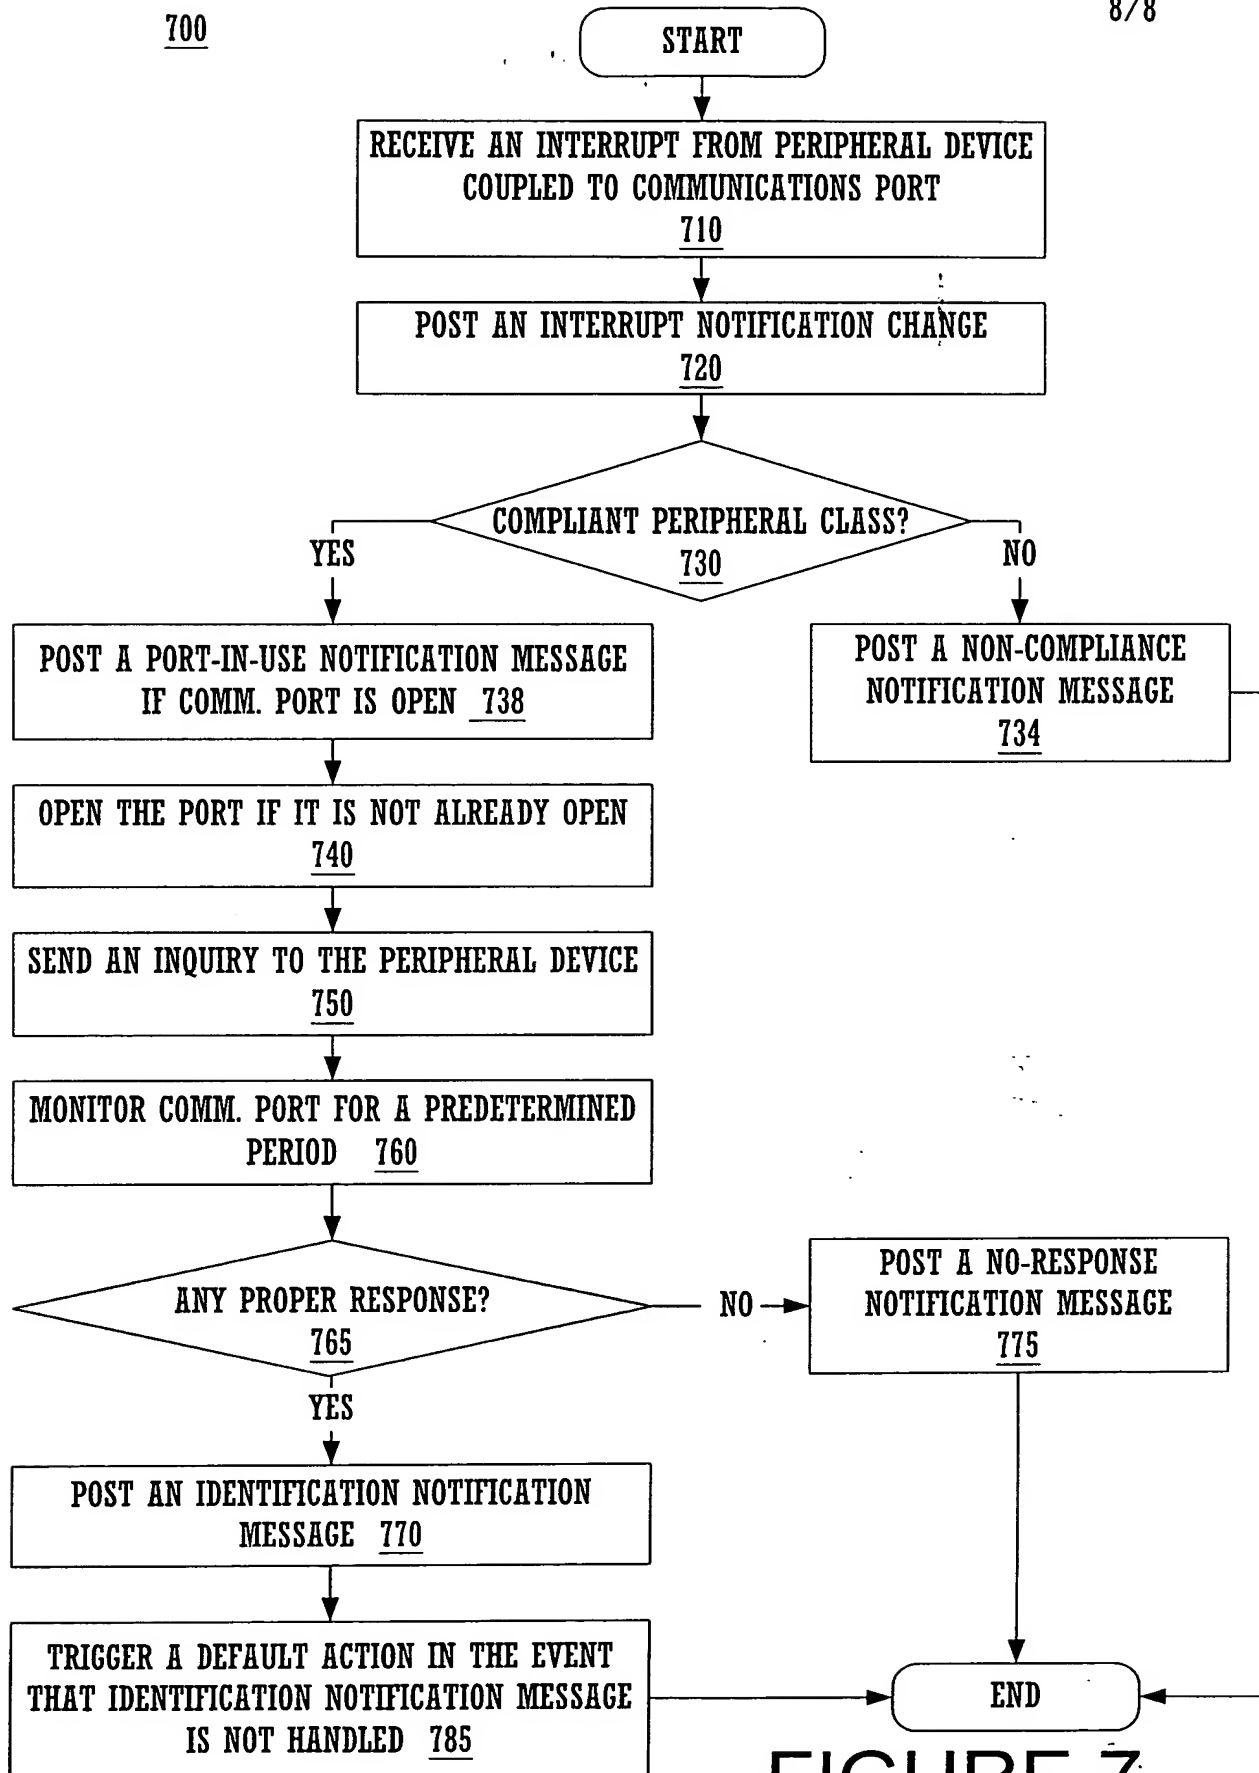 700
8/8
START
RECEIVE AN INTERRUPT FROM PERIPHERAL DEVICE
COUPLED TO COMMUNICATIONS PORT
710
POST AN INTERRUPT NOTIFICATION CHANGE
720
COMPLIANT PERIPHERAL CLASS?
730
YES
NO
POST A PORT-IN-USE NOTIFICATION MESSAGE
IF COMM. PORT IS OPEN 738
POST A NON-COMPLIANCE
NOTIFICATION MESSAGE
734
OPEN THE PORT IF IT IS NOT ALREADY OPEN
740
SEND AN INQUIRY TO THE PERIPHERAL DEVICE
750
MONITOR COMM. PORT FOR A PREDETERMINED
PERIOD 760
ANY PROPER RESPONSE?
765
NO
POST A NO-RESPONSE
NOTIFICATION MESSAGE
775
YES
POST AN IDENTIFICATION NOTIFICATION
MESSAGE 770
TRIGGER A DEFAULT ACTION IN THE EVENT
THAT IDENTIFICATION NOTIFICATION MESSAGE
IS NOT HANDLED 785
END
FIGURE 7